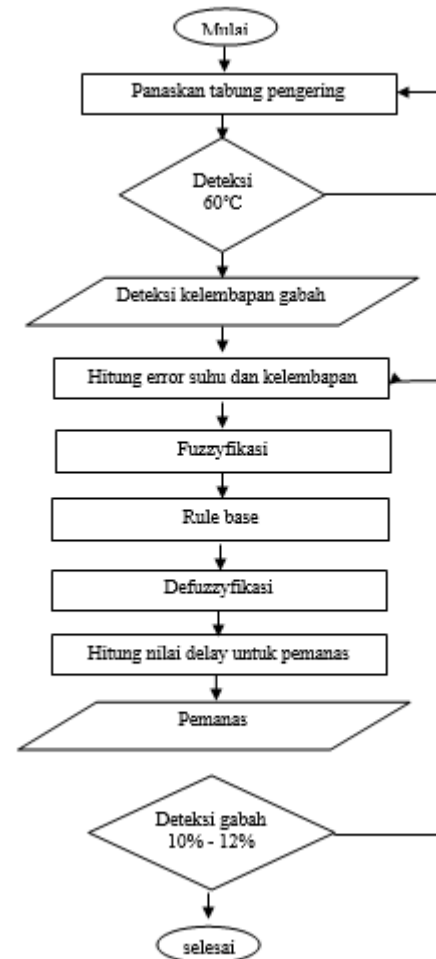 Mulai
Panaskan tabung pengering
Deteksi
60°C
Deteksi kelembapan gabah
Hitung error suhu dan kelembapan
Fuzzyfikasi
Rule base
Defuzzyfikasi
Hitung nilai delay untuk pemanas
Pemanas
Deteksi gabah
10% - 12%
selesai